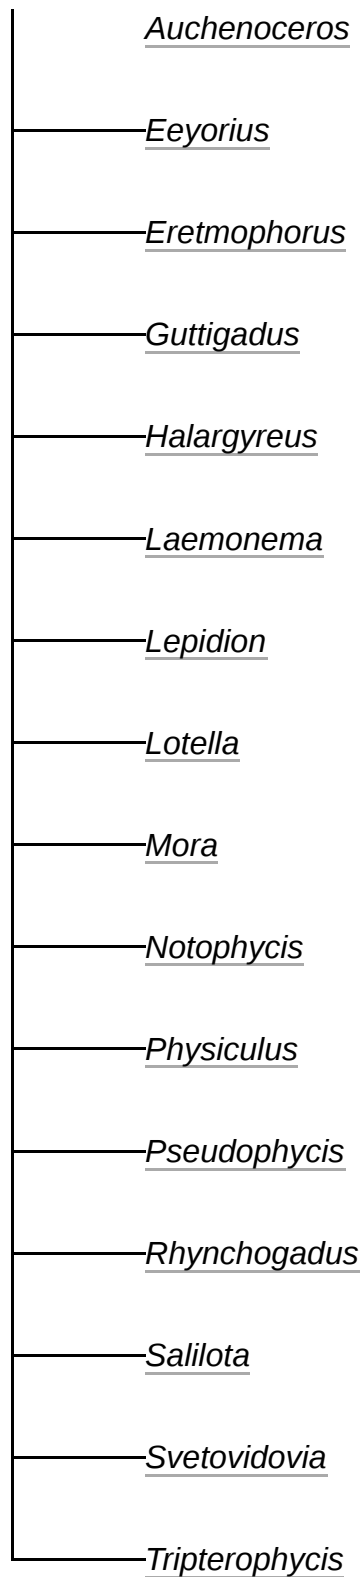 Auchenoceros
Eeyorius
Eretmophorus
Guttigadus
Halargyreus
Laemonema
Lepidion
Lotella
Mora
Notophycis
Physiculus
Pseudophycis
Rhynchogadus
Salilota
Svetovidovia
Tripterophycis